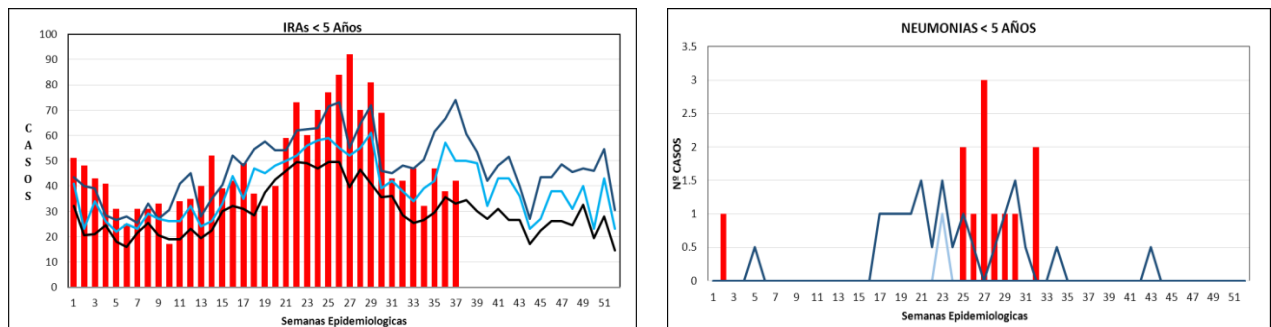 IRAs < 5 Años
100
90
80
70
60
50
40
30
20
10
0
C
A
S
O
S
1 3 5 7 9 11 13 15 17 19 21 23 25 27 29 31 33 35 37 39 41 43 45 47 49 51
Semanas Epidemiologicas
NEUMONIAS < 5 AÑOS
3.5
3
2.5
2
1.5
1
0.5
0
Nº CASOS
1 3 5 7 9 11 13 15 17 19 21 23 25 27 29 31 33 35 37 39 41 43 45 47 49 51
Semanas Epidemiologicas